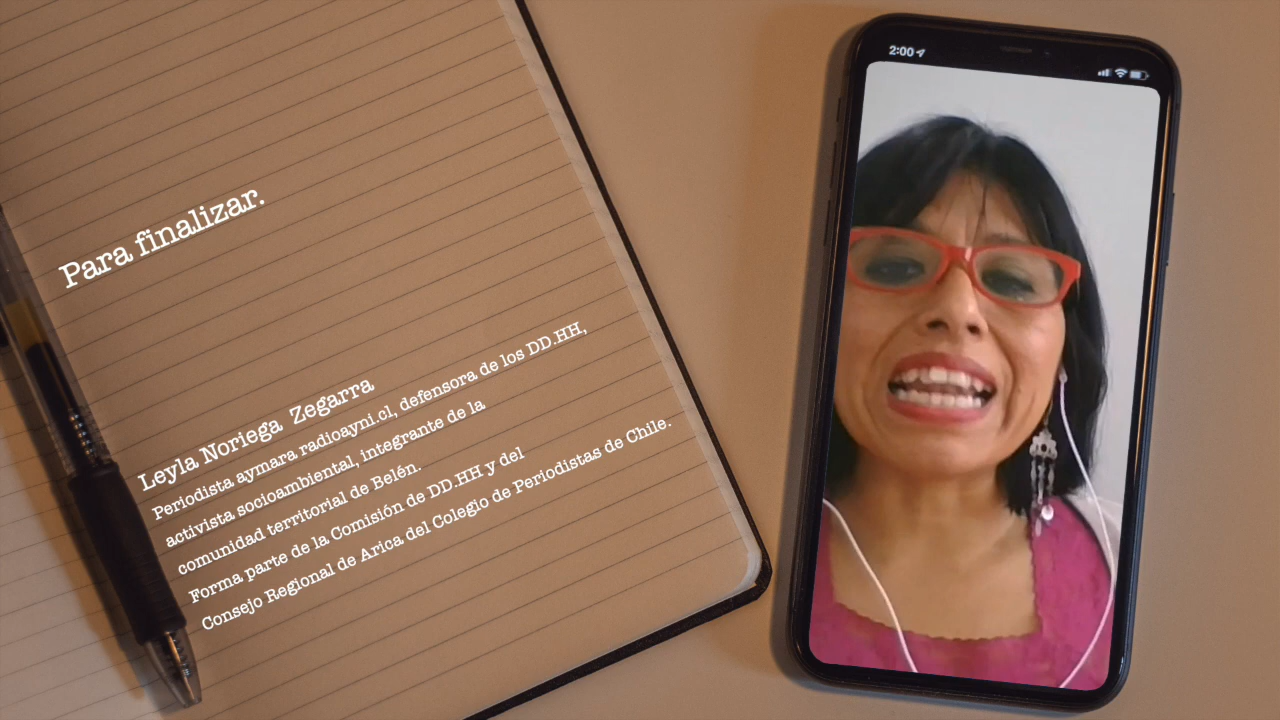 Para finalizar.
Leyla Noriega Zegarra
Periodista aymara radioayni.cl, defensora de los DD.HH,
activista socioambiental, integrante de la
comunidad territorial de Belén.
Forma parte de la Comisión de DD.HH y del
Consejo Regional de Arica del Colegio de Periodistas de Chile.
2:00